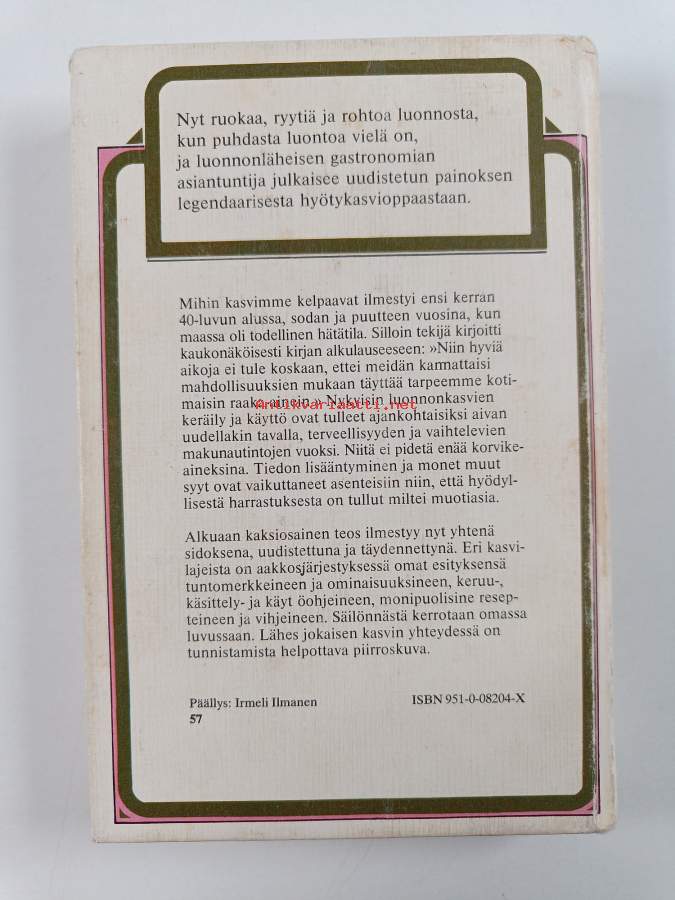 Nyt ruokaa, ryytiä ja rohtoa luonnosta,
kun puhdasta luontoa vielä on,
ja luonnonläheisen gastronomian
asiantuntija julkaisee uudistetun painoksen
legendaarisesta hyötykasvioppaastaan.
Mihin kasvimme kelpaavat ilmestyi ensi kerran
40-luvun alussa, sodan ja puutteen vuosina, kun
maassa oli todellinen hätätila. Silloin tekijä kirjoitti
kaukonäköisesti kirjan alkulauseeseen: »Niin hyviä
aikoja ei tule koskaan, ettei meidän kannattaisi
mahdollisuuksien mukaan täyttää tarpeemme koti-
maisin raaka-ainein.» Nykyisin luonnonkasvien
Antikvariaatti.net
keräily ja käyttö ovat tulleet ajankohtaisiksi aivan
uudellakin tavalla, terveellisyyden ja vaihtelevien
makunautintojen vuoksi. Niitä ei pidetä enää korvike-
aineksina. Tiedon lisääntyminen ja monet muut
syyt ovat vaikuttaneet asenteisiin niin, että hyödyl-
lisestä harrastuksesta on tullut miltei muotiasia.
Alkuaan kaksiosainen teos ilmestyy nyt yhtenä
sidoksena, uudistettuna ja täydennettynä. Eri kasvi-
lajeista on aakkosjärjestyksessä omat esityksensä
tuntomerkkeineen ja ominaisuuksineen, keruu-,
käsittely- ja käyt öohjeineen, monipuolisine resep-
teineen ja vihjeineen. Säilönnästä kerrotaan omassa
luvussaan. Lähes jokaisen kasvin yhteydessä on
tunnistamista helpottava piirroskuva.
Päällys: Irmeli Ilmanen ISBN 951-0-08204-X
57